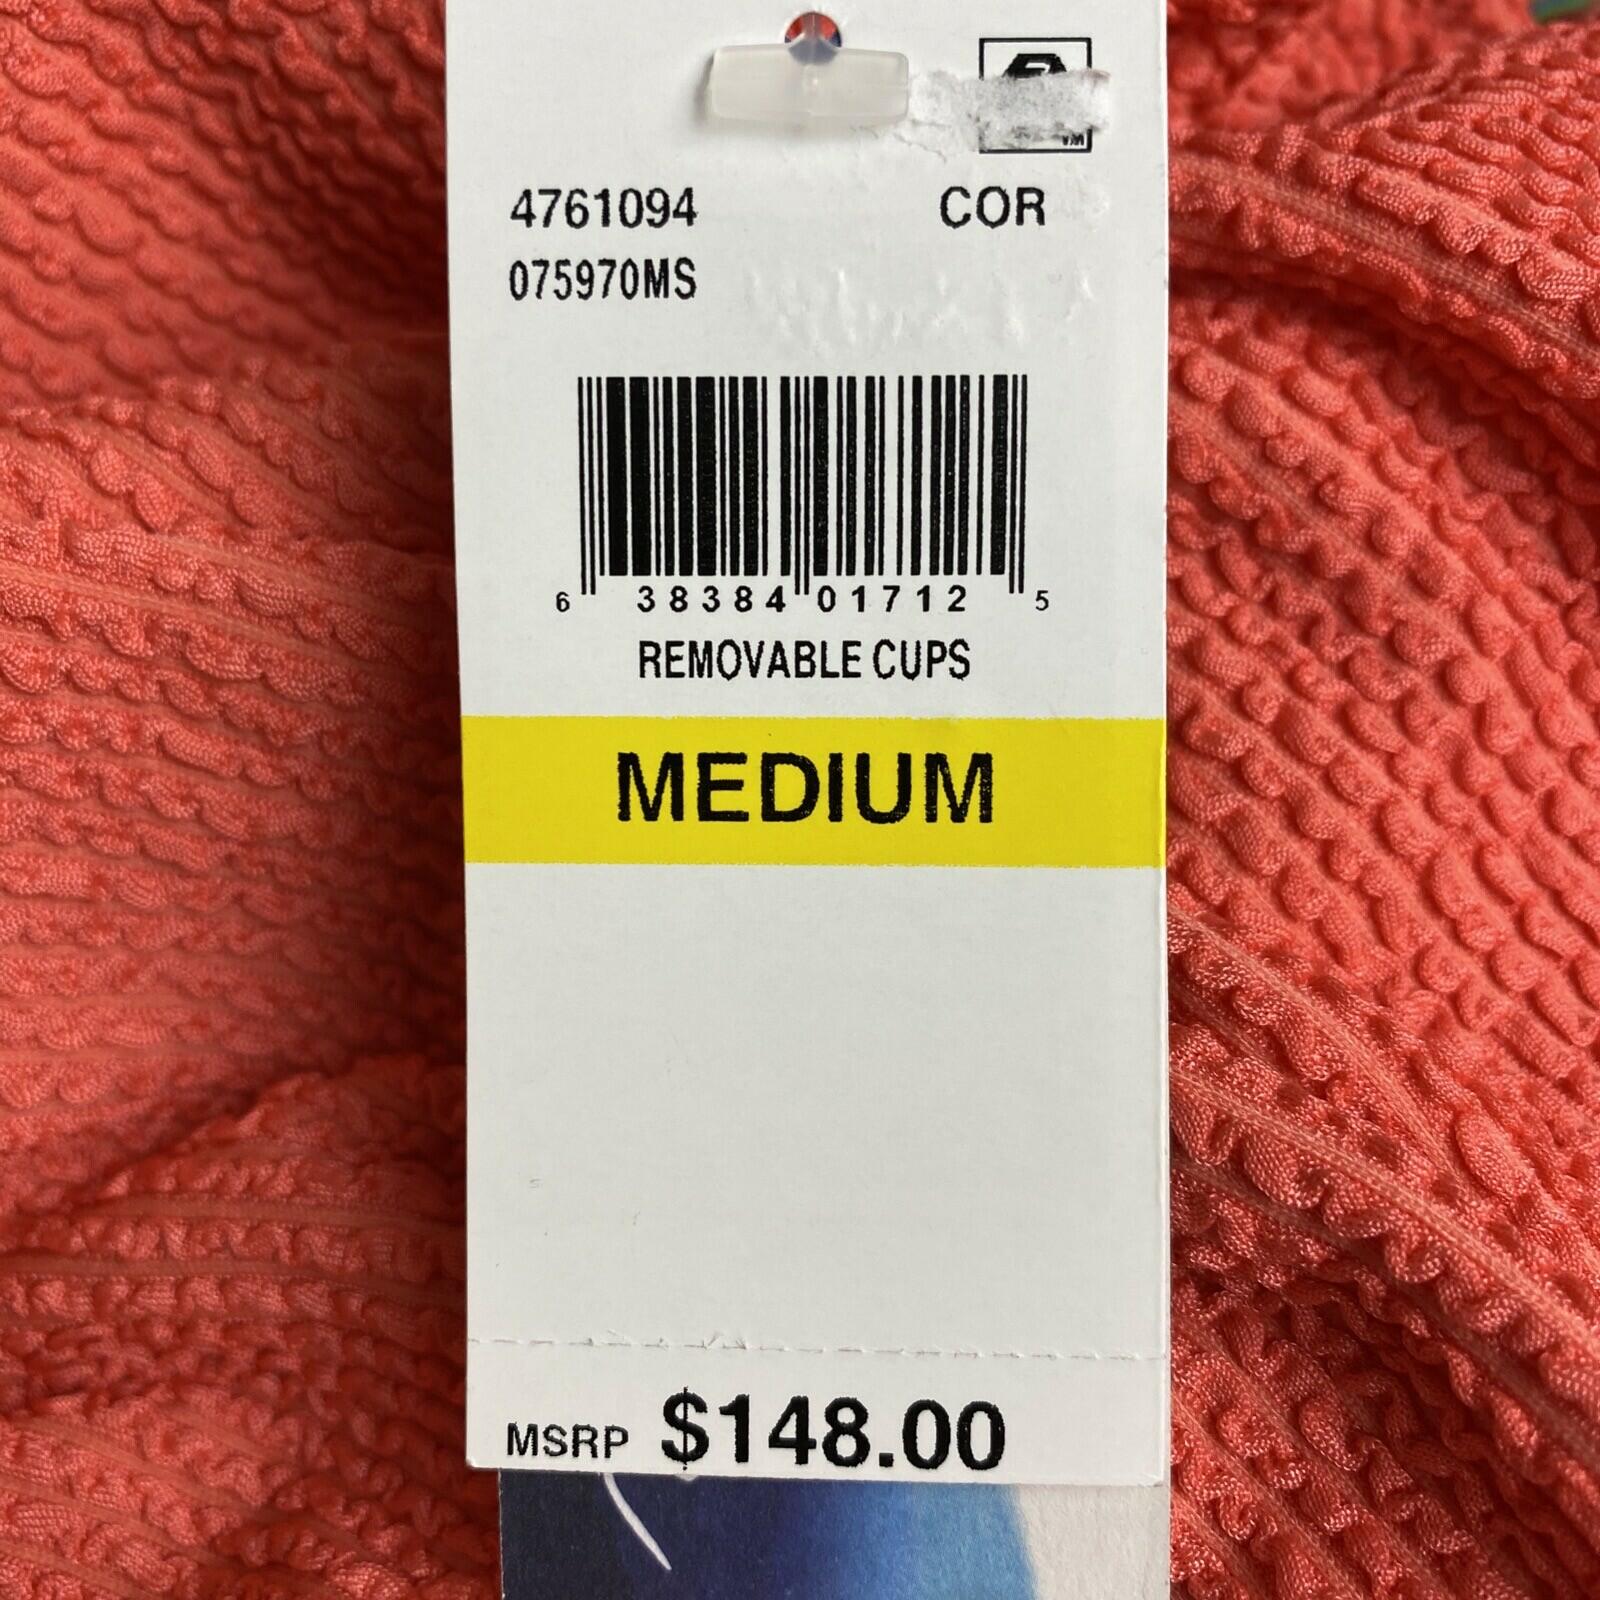 4761094 COR
075970MS
6 38384 01712 5
REMOVABLE CUPS
MEDIUM
MSRP $148.00